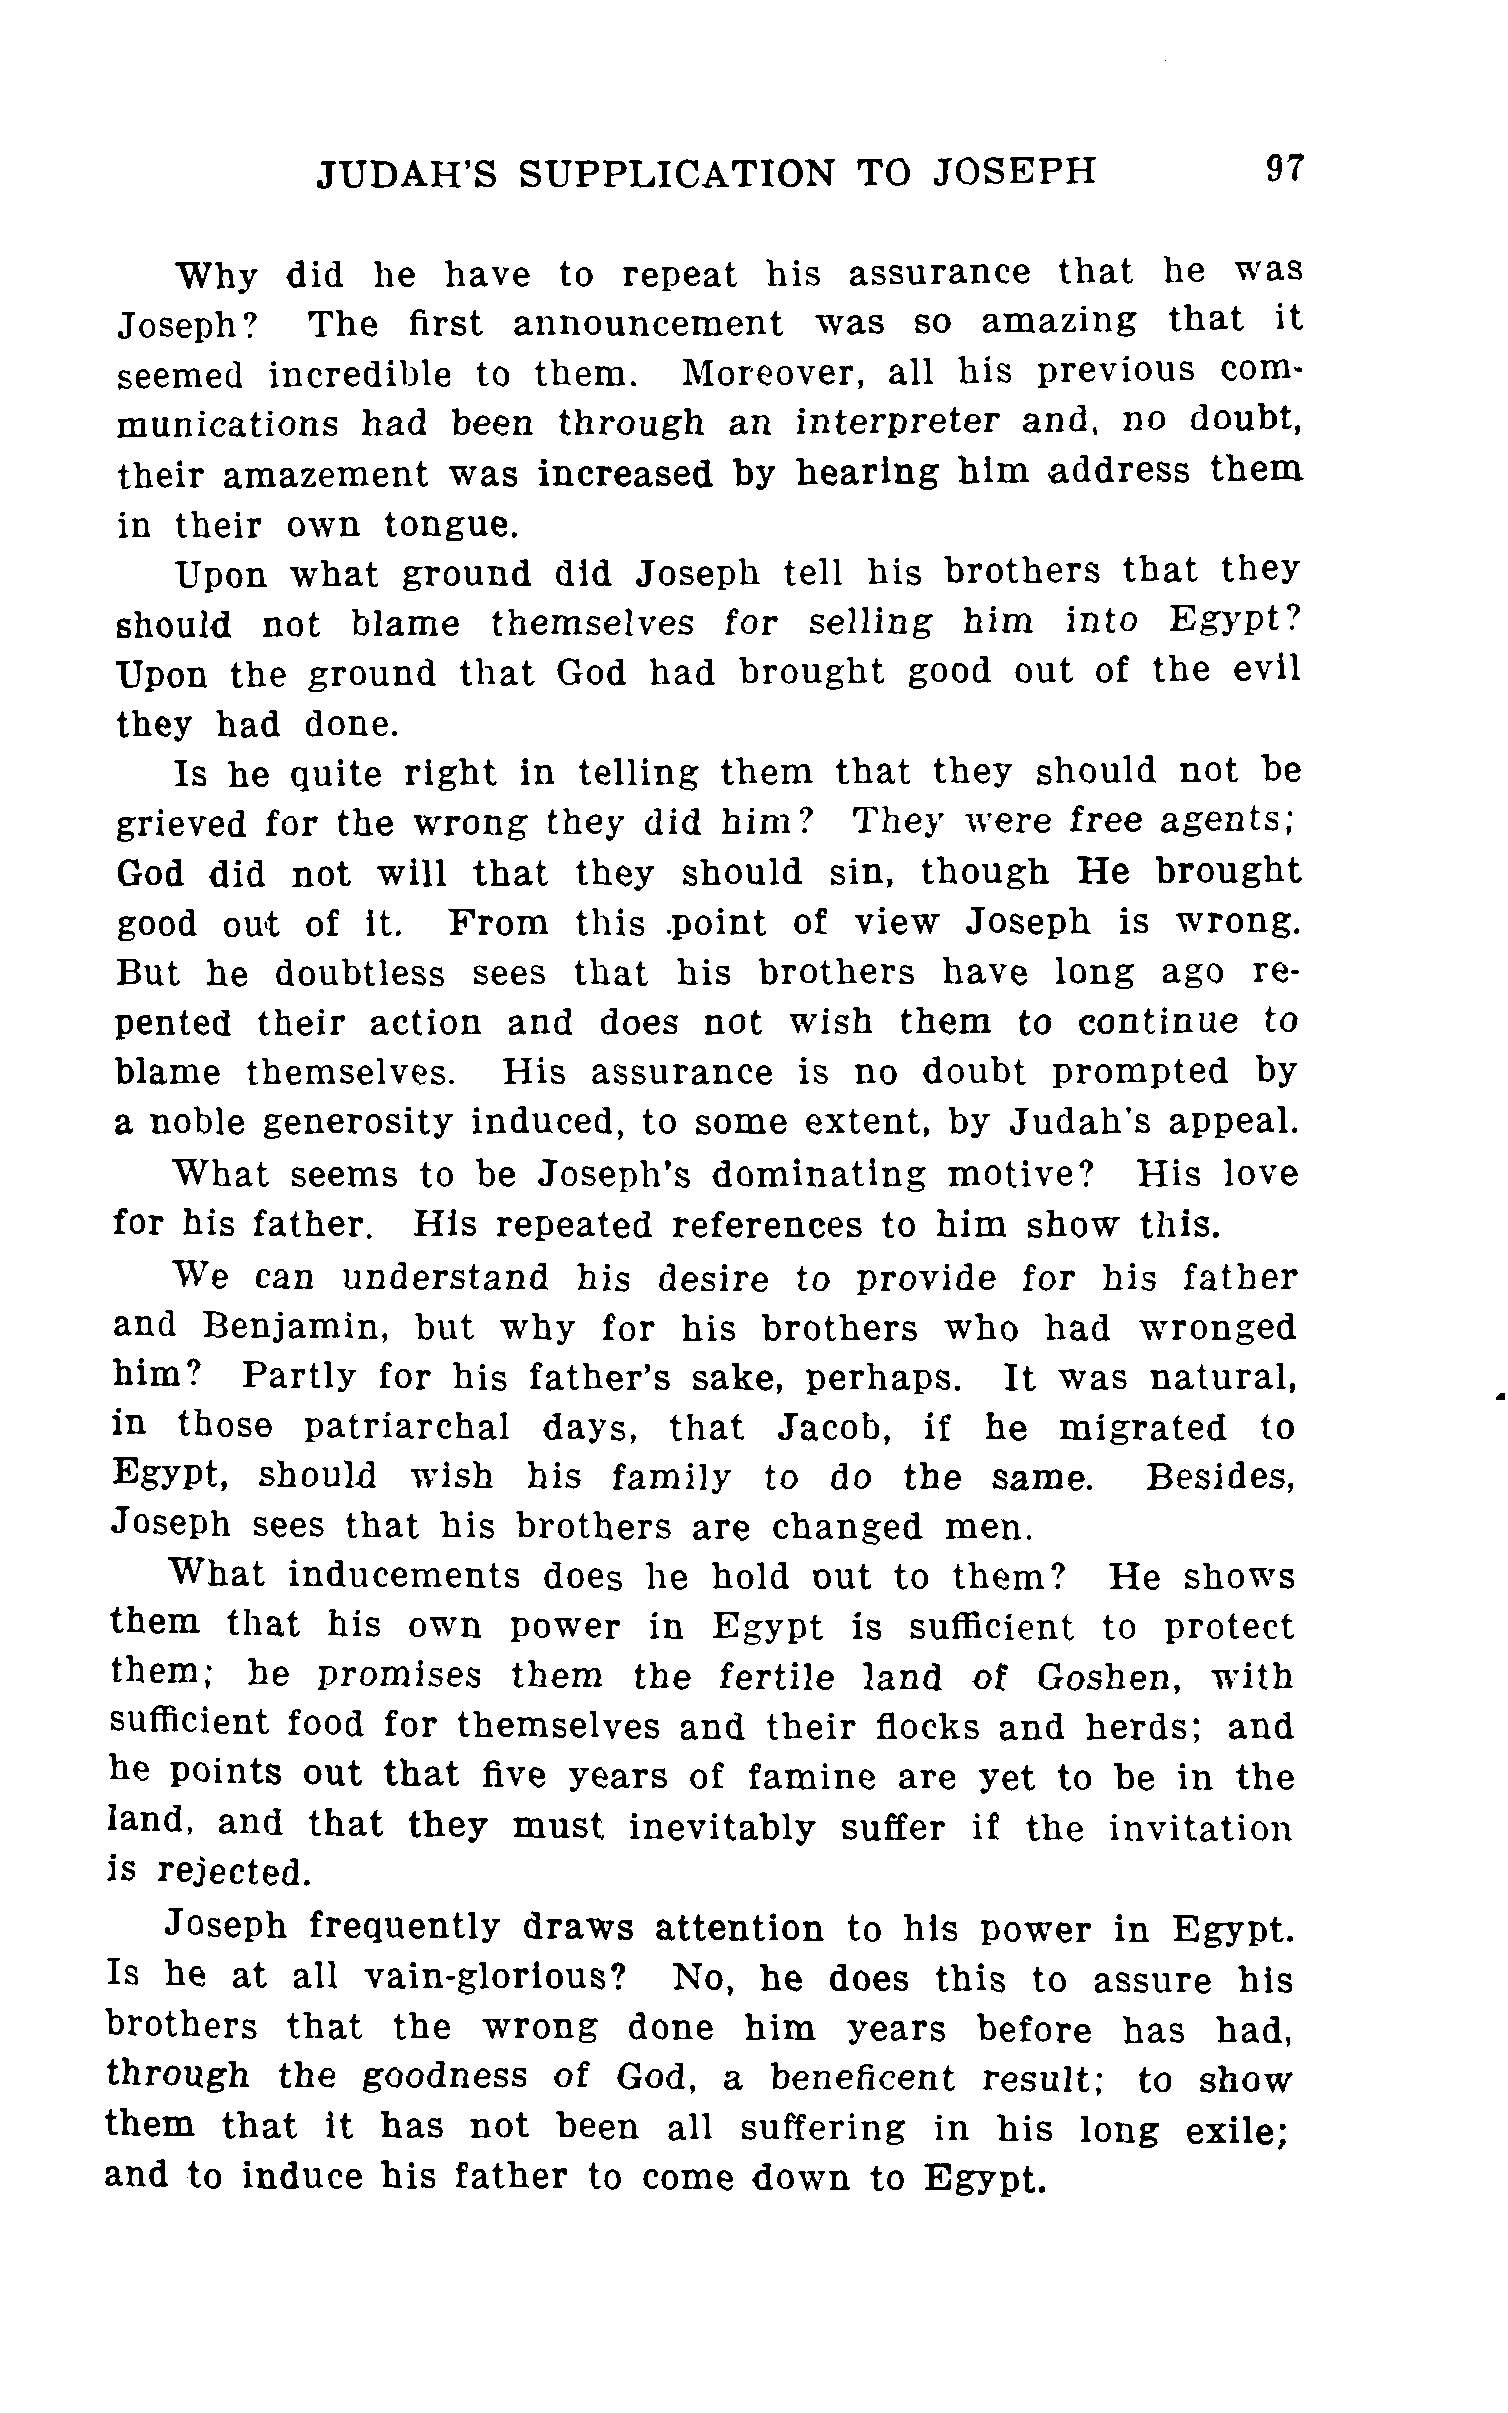 JUDAH'S SUPPLICATION TO JOSEPH 97
Why did he have to repeat his assurance that he was
Joseph? The first announcement was so amazing that it
seemed incredible to them. Moreover, all his previous com-
munications had been through an interpreter and, no doubt,
their amazement was increased by hearing him address them
in their own tongue.
Upon what ground did Joseph tell his brothers that they
should not blame themselves for selling him into Egypt?
Upon the ground that God had brought good out of the evil
they had done.
Is he quite right in telling them that they should not be
grieved for the wrong they did him? They were free agents;
God did not will that they should sin, though He brought
good out of it. From this point of view Joseph is wrong.
But he doubtless sees that his brothers have long ago re-
pented their action and does not wish them to continue to
blame themselves. His assurance is no doubt prompted by
a noble generosity induced, to some extent, by Judah's appeal.
What seems to be Joseph's dominating motive? His love
for his father. His repeated references to him show this.
We can understand his desire to provide for his father
and Benjamin, but why for his brothers who had wronged
him? Partly for his father's sake, perhaps. It was natural,
in those patriarchal days, that Jacob, if he migrated to
Egypt, should wish his family to do the same. Besides,
Joseph sees that his brothers are changed men.
What inducements does he hold out to them? He shows
them that his own power in Egypt is sufficient to protect
them; he promises them the fertile land of Goshen, with
sufficient food for themselves and their flocks and herds; and
he points out that five years of famine are yet to be in the
land, and that they must inevitably suffer if the invitation
is rejected.
Joseph frequently draws attention to his power in Egypt.
Is he at all vain-glorious? No, he does this to assure his
brothers that the wrong done him years before has had,
through the goodness of God, a beneficent result; to show
them that it has not been all suffering in his long exile;
and to induce his father to come down to Egypt.